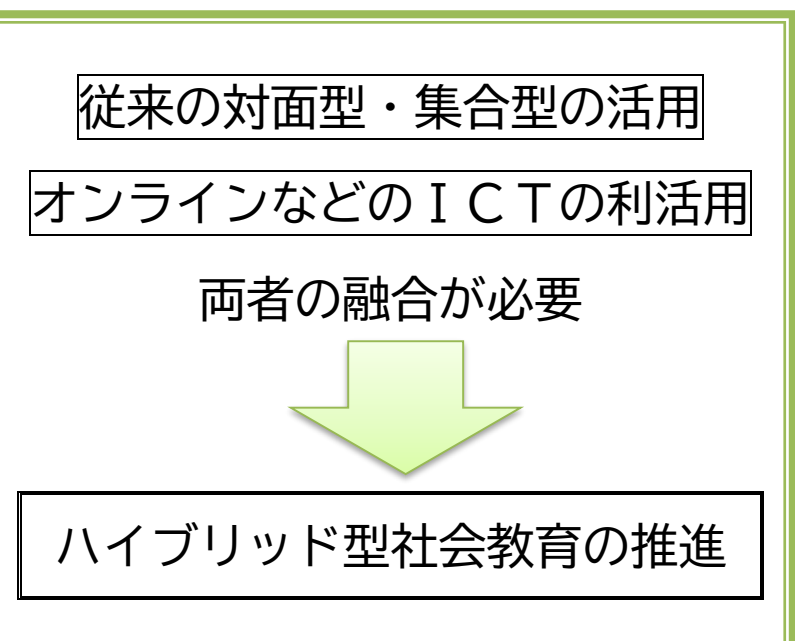 従来の対面型・集合型の活用
オンラインなどのＩＣＴの利活用
両者の融合が必要
ハイブリッド型社会教育の推進